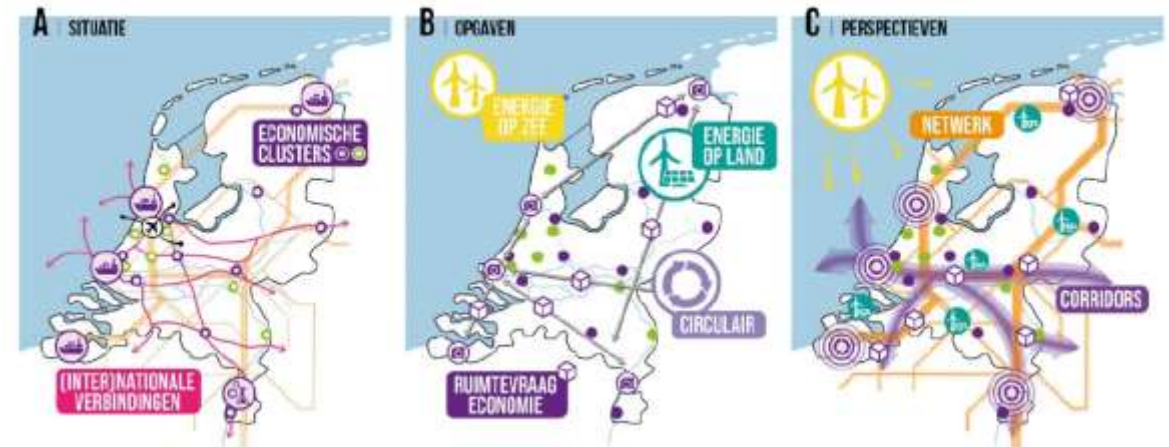 A | SITUATIE
ECONOMISCHE
CLUSTERS
(INTER)NATIONALE
VERBINDINGEN
B | OPGAVEN
ENERGIE
OP ZEE
ENERGIE
OP LAND
CIRCULAIR
RUIMTEVRAAG
ECONOMIE
C | PERSPECTIEVEN
NETWERK
CORRIDORS